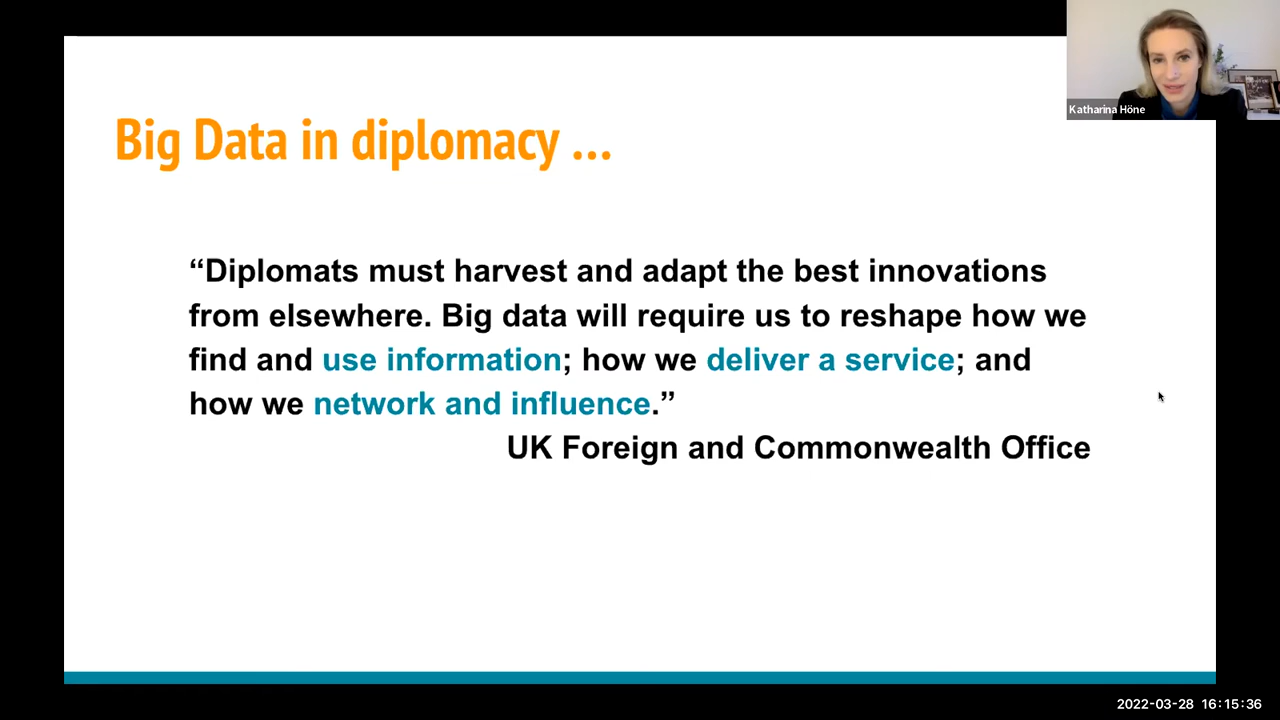 Katharina Höne
Big Data in diplomacy ...
“Diplomats must harvest and adapt the best innovations
from elsewhere. Big data will require us to reshape how we
find and use information; how we deliver a service; and
how we network and influence.”
UK Foreign and Commonwealth Office
2022-03-28 16:15:36